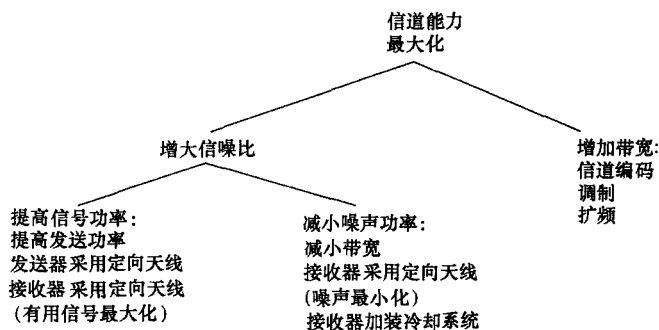 信道能力
最大化
增大信噪比
增加带宽:
信道编码
调制
扩频
提高信号功率:
提高发送功率
发送器采用定向天线
接收器采用定向天线
(有用信号最大化)
减小噪声功率:
减小带宽
接收器采用定向天线
(噪声最小化)
接收器加装冷却系统